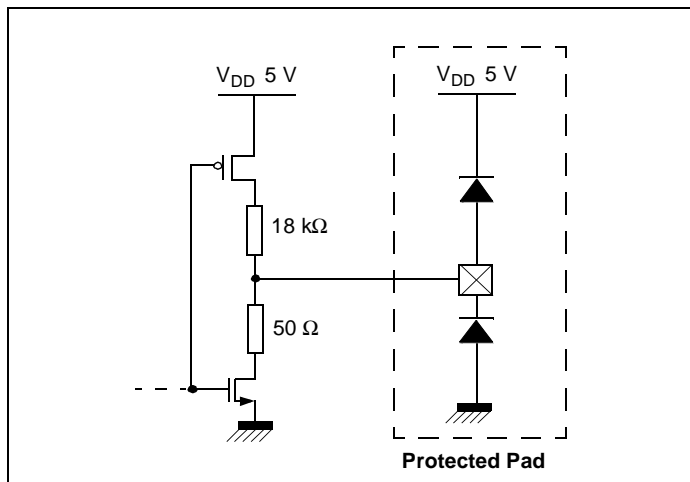 V_DD 5 V
V_DD 5 V
18 kΩ
50 Ω
Protected Pad